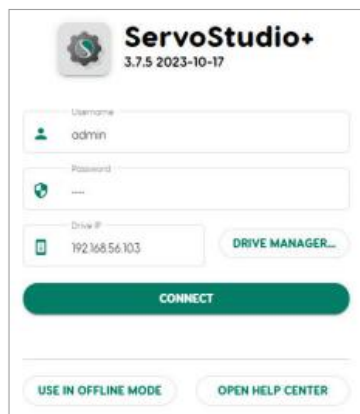 ServoStudio+
3.7.5 2023-10-17
Username
admin
Password
....
Drive IP
192.168.56.103
DRIVE MANAGER...
CONNECT
USE IN OFFLINE MODE
OPEN HELP CENTER